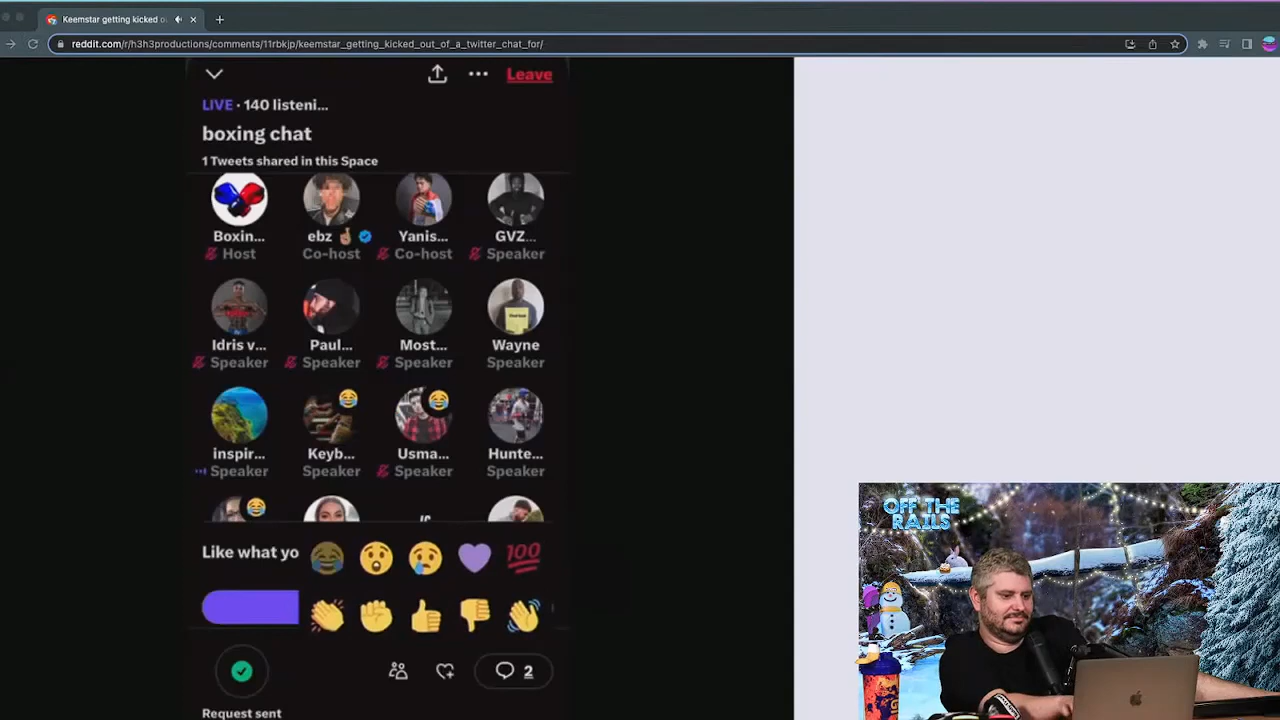 Keemstar getting kicked ou
reddit.com/r/h3h3productions/comments/11rbkjp/keemstar_getting_kicked_out_of_a_twitter_chat_for/
Leave
LIVE · 140 listeni...
boxing chat
1 Tweets shared in this Space
Boxin... ebz Yanis... GVZ...
Host Co-host Co-host Speaker
Idris v... Paul... Most... Wayne
Speaker Speaker Speaker Speaker
inspir... Keyb... Usma... Hunte...
Speaker Speaker Speaker Speaker
Like what yo
100
2
Request sent
OFF THE
RAILS